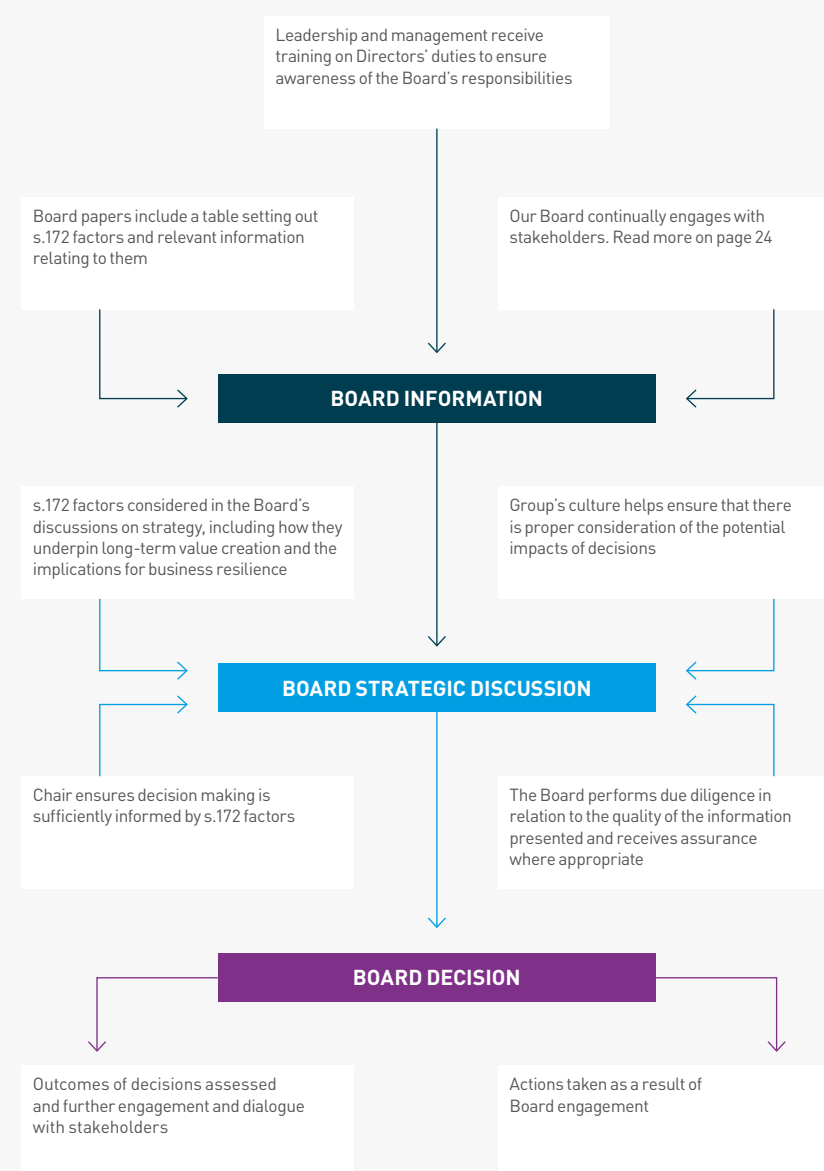 Leadership and management receive
training on Directors’ duties to ensure
awareness of the Board’s responsibilities
Board papers include a table setting out
s.172 factors and relevant information
relating to them
Our Board continually engages with
stakeholders. Read more on page 24
BOARD INFORMATION
s.172 factors considered in the Board’s
discussions on strategy, including how they
underpin long-term value creation and the
implications for business resilience
Group’s culture helps ensure that there
is proper consideration of the potential
impacts of decisions
BOARD STRATEGIC DISCUSSION
Chair ensures decision making is
sufficiently informed by s.172 factors
The Board performs due diligence in
relation to the quality of the information
presented and receives assurance
where appropriate
BOARD DECISION
Outcomes of decisions assessed
and further engagement and dialogue
with stakeholders
Actions taken as a result of
Board engagement